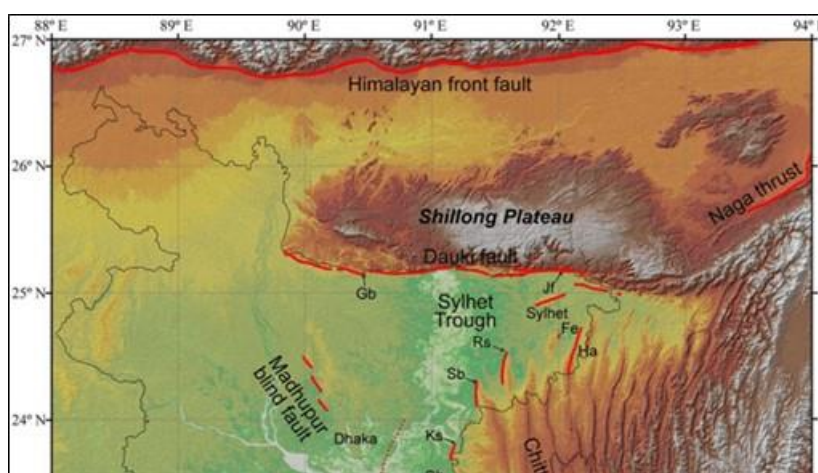 88° E 89° E 90° E 91° E 92° E 93° E 94° E
27° N
Himalayan front fault
26° N
Naga thrust
Shillong Plateau
Dauki fault
25° N
Gb
Jf
Sylhet
Trough
Sylhet
Fe
Rs
Ha
Sb
Madhupur
blind fault
24° N
Dhaka
Ks